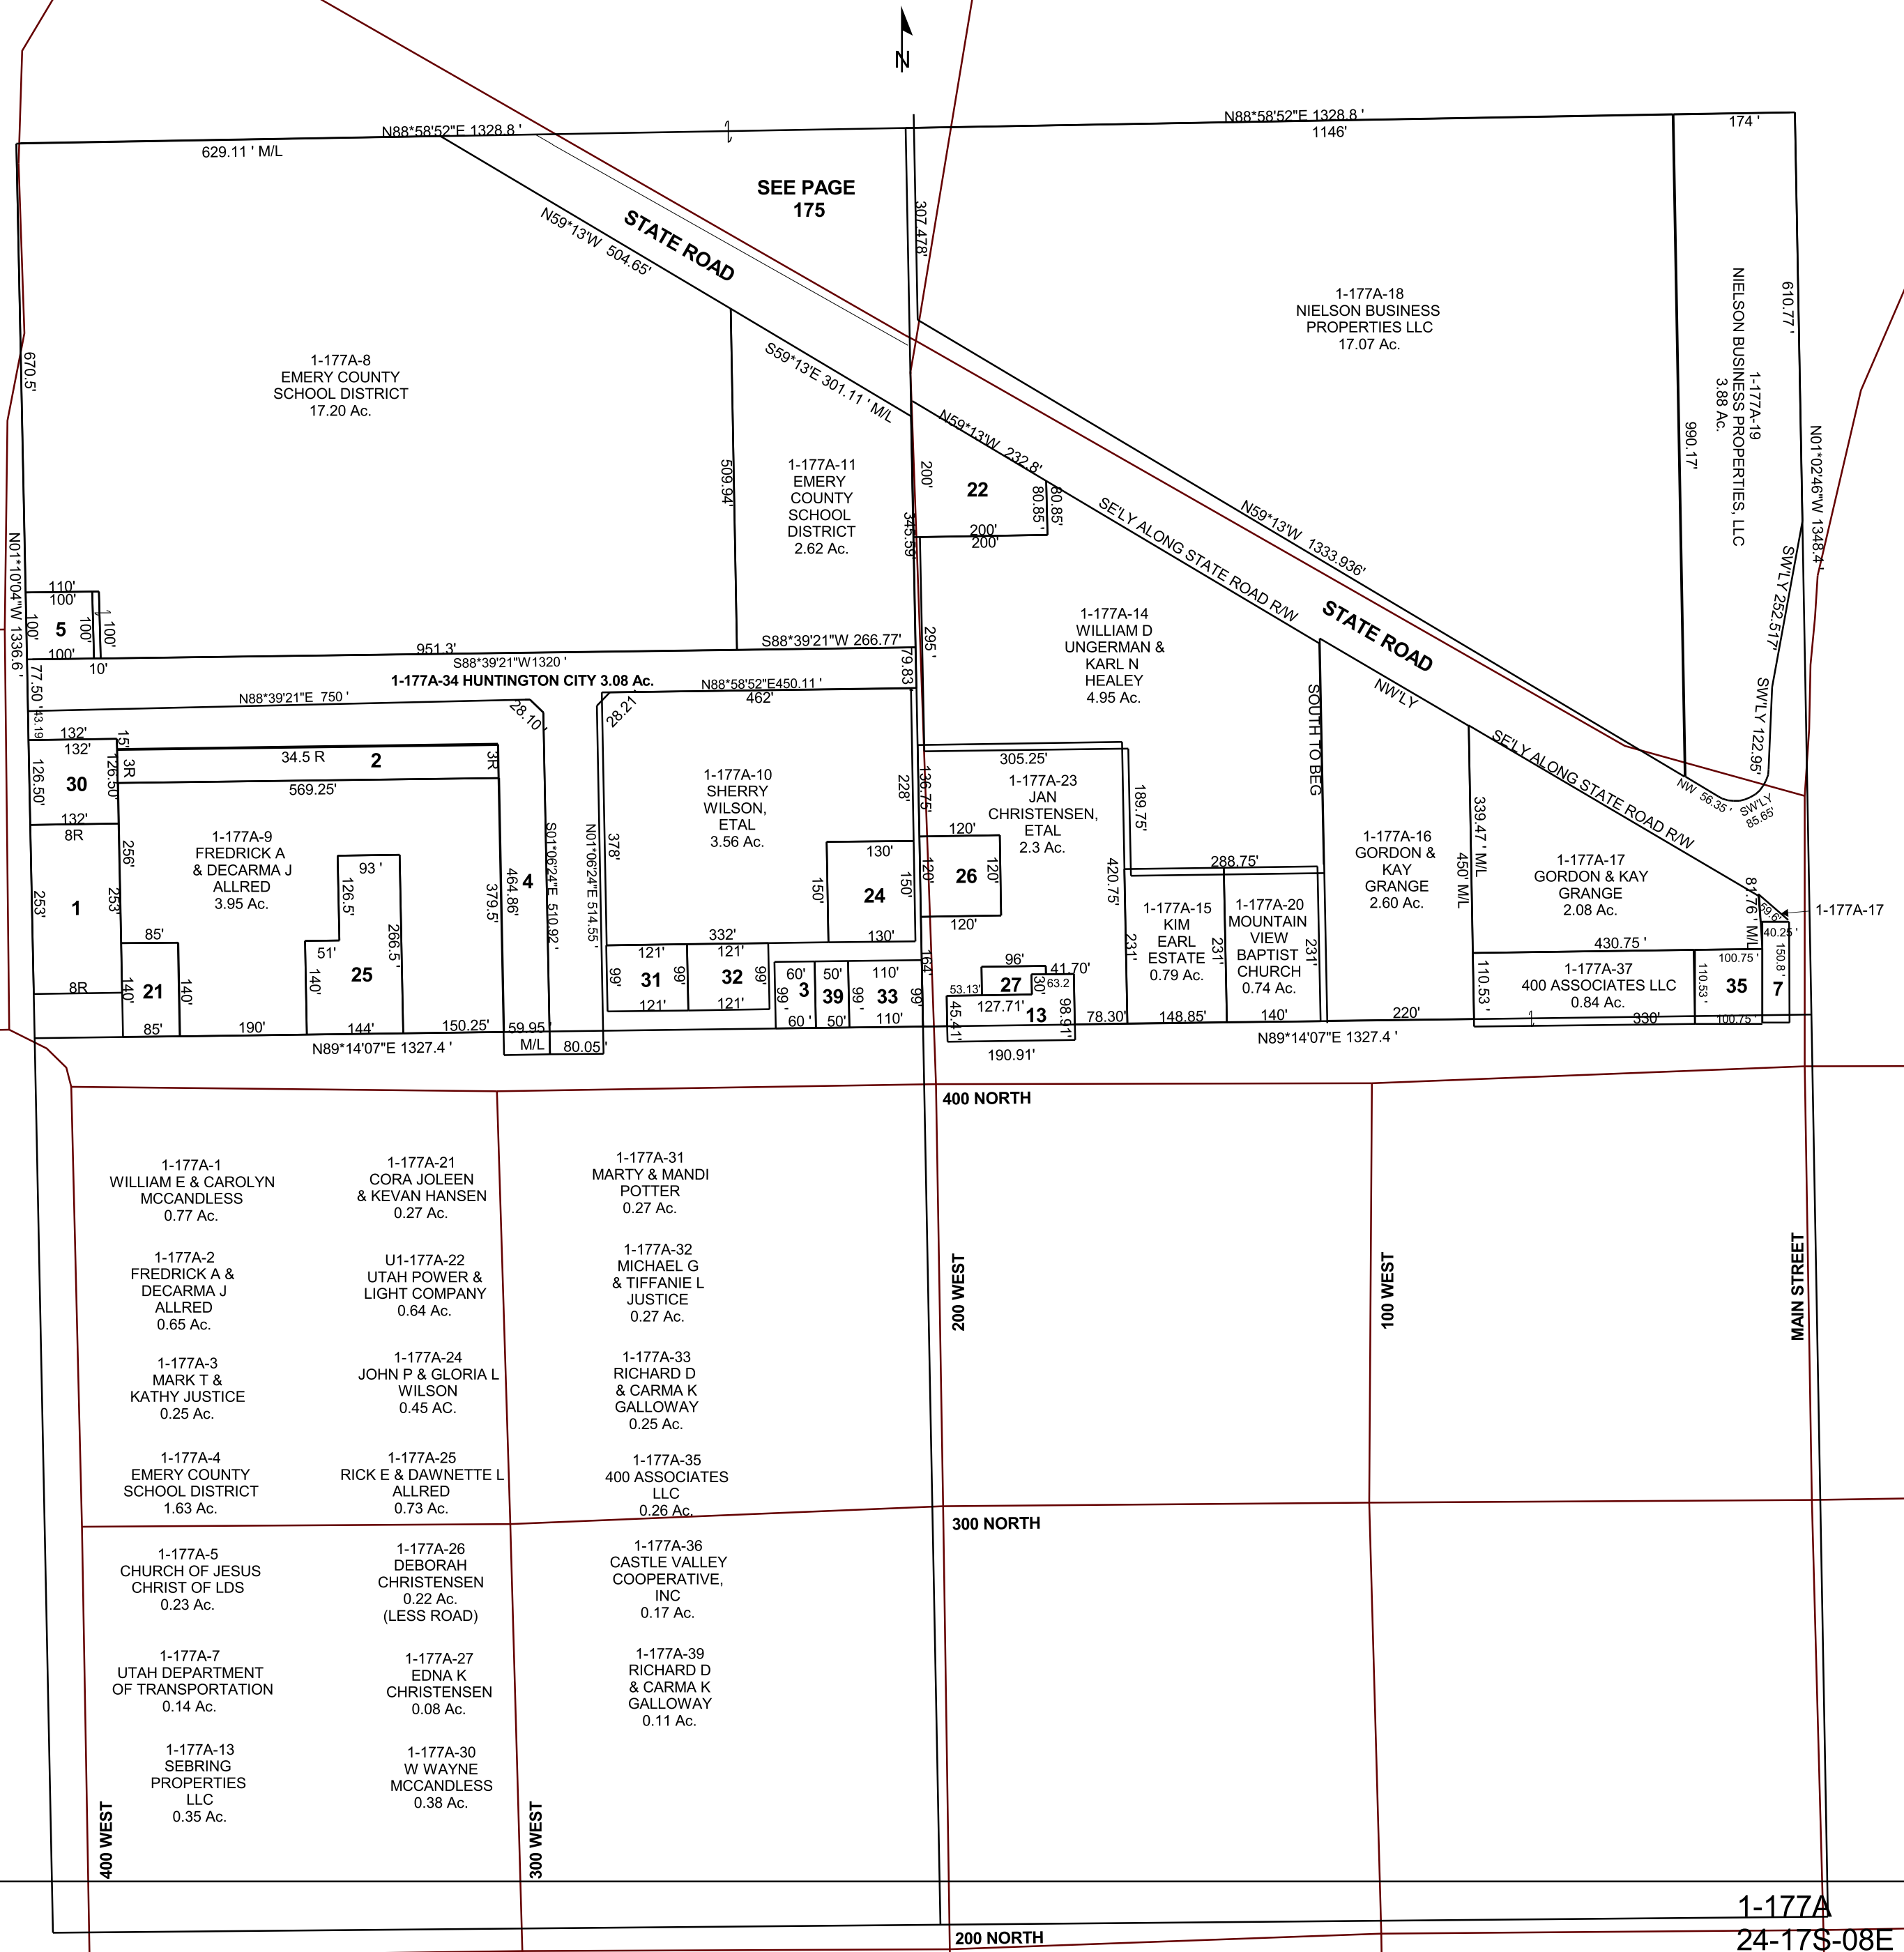 N
N88*58'52"E 1328.8 '
629.11 ' M/L
N88*58'52"E 1328.8 '
1146'
174 '
SEE PAGE
175
STATE ROAD
N59*13'W 504.65'
307.478'
1-177A-18
NIELSON BUSINESS
PROPERTIES LLC
17.07 Ac.
1-177A-19
NIELSON BUSINESS PROPERTIES, LLC
3.88 Ac.
610.77 '
990.17'
N01*02'46"W 1348.4 '
670.5'
1-177A-8
EMERY COUNTY
SCHOOL DISTRICT
17.20 Ac.
S59*13'E 301.11 ' M/L
509.94'
1-177A-11
EMERY
COUNTY
SCHOOL
DISTRICT
2.62 Ac.
N59*13'W 232.8'
200'
22
80.85 '
80.85'
200'
200'
345.59'
SE'LY ALONG STATE ROAD R/W
N59*13'W 1333.936'
STATE ROAD
SW'LY 252.517'
SW'LY 122.95'
NW 56.35 '
SW'LY
85.65'
N01*10'04"W 1336.6 '
110'
100'
100'
5
100'
100'
100'
10'
951.3'
S88*39'21"W1320 '
S88*39'21"W 266.77'
79.83'
295 '
1-177A-14
WILLIAM D
UNGERMAN &
KARL N
HEALEY
4.95 Ac.
SOUTH TO BEG
NW'LY
SE'LY ALONG STATE ROAD R/W
77.50 '
1-177A-34 HUNTINGTON CITY 3.08 Ac.
N88*39'21"E 750 '
28.10 '
28.21 '
N88*58'52"E450.11 '
462'
43.19
132'
132'
15'
126.50'
30
126.50'
3R
34.5 R
2
3R
569.25'
132'
8R
1-177A-9
FREDRICK A
& DECARMA J
ALLRED
3.95 Ac.
256'
253'
1
253'
85'
93 '
126.5'
266.5 '
51'
25
140'
379.5'
464.86'
4
S01*06'24"E 510.92 '
N01*06'24"E 514.55 '
378'
1-177A-10
SHERRY
WILSON,
ETAL
3.56 Ac.
228'
136.75'
305.25'
1-177A-23
JAN
CHRISTENSEN,
ETAL
2.3 Ac.
189.75'
130'
150'
24
150'
130'
120'
120'
26
120'
120'
420.75'
288.75'
1-177A-15
KIM
EARL
ESTATE
0.79 Ac.
231'
231'
1-177A-20
MOUNTAIN
VIEW
BAPTIST
CHURCH
0.74 Ac.
231'
1-177A-16
GORDON &
KAY
GRANGE
2.60 Ac.
339.47 ' M/L
450' M/L
1-177A-17
GORDON & KAY
GRANGE
2.08 Ac.
81.76 ' M/L
59.6'
1-177A-17
40.25 '
430.75 '
1-177A-37
400 ASSOCIATES LLC
0.84 Ac.
110.53 '
100.75 '
110.53 '
35
100.75 '
150.8 '
7
330'
8R
140'
21
140'
85'
190'
144'
150.25'
59.95 '
M/L
80.05 '
N89*14'07"E 1327.4 '
332'
121'
121'
99'
31
99'
32
99'
121'
121'
60'
50'
110'
99 '
3
39
99 '
33
99'
60 '
50'
110'
164'
96'
41.70'
53.13'
27
30'
63.2
127.71'
13
45.41'
98.91'
190.91'
78.30'
148.85'
140'
220'
N89*14'07"E 1327.4 '
400 NORTH
1-177A-1
WILLIAM E & CAROLYN
MCCANDLESS
0.77 Ac.
1-177A-2
FREDRICK A &
DECARMA J
ALLRED
0.65 Ac.
1-177A-3
MARK T &
KATHY JUSTICE
0.25 Ac.
1-177A-4
EMERY COUNTY
SCHOOL DISTRICT
1.63 Ac.
1-177A-5
CHURCH OF JESUS
CHRIST OF LDS
0.23 Ac.
1-177A-7
UTAH DEPARTMENT
OF TRANSPORTATION
0.14 Ac.
1-177A-13
SEBRING
PROPERTIES
LLC
0.35 Ac.
1-177A-21
CORA JOLEEN
& KEVAN HANSEN
0.27 Ac.
U1-177A-22
UTAH POWER &
LIGHT COMPANY
0.64 Ac.
1-177A-24
JOHN P & GLORIA L
WILSON
0.45 AC.
1-177A-25
RICK E & DAWNETTE L
ALLRED
0.73 Ac.
1-177A-26
DEBORAH
CHRISTENSEN
0.22 Ac.
(LESS ROAD)
1-177A-27
EDNA K
CHRISTENSEN
0.08 Ac.
1-177A-30
W WAYNE
MCCANDLESS
0.38 Ac.
1-177A-31
MARTY & MANDI
POTTER
0.27 Ac.
1-177A-32
MICHAEL G
& TIFFANIE L
JUSTICE
0.27 Ac.
1-177A-33
RICHARD D
& CARMA K
GALLOWAY
0.25 Ac.
1-177A-35
400 ASSOCIATES
LLC
0.26 Ac.
1-177A-36
CASTLE VALLEY
COOPERATIVE,
INC
0.17 Ac.
1-177A-39
RICHARD D
& CARMA K
GALLOWAY
0.11 Ac.
200 WEST
100 WEST
MAIN STREET
300 NORTH
400 WEST
300 WEST
200 NORTH
1-177A
24-17S-08E